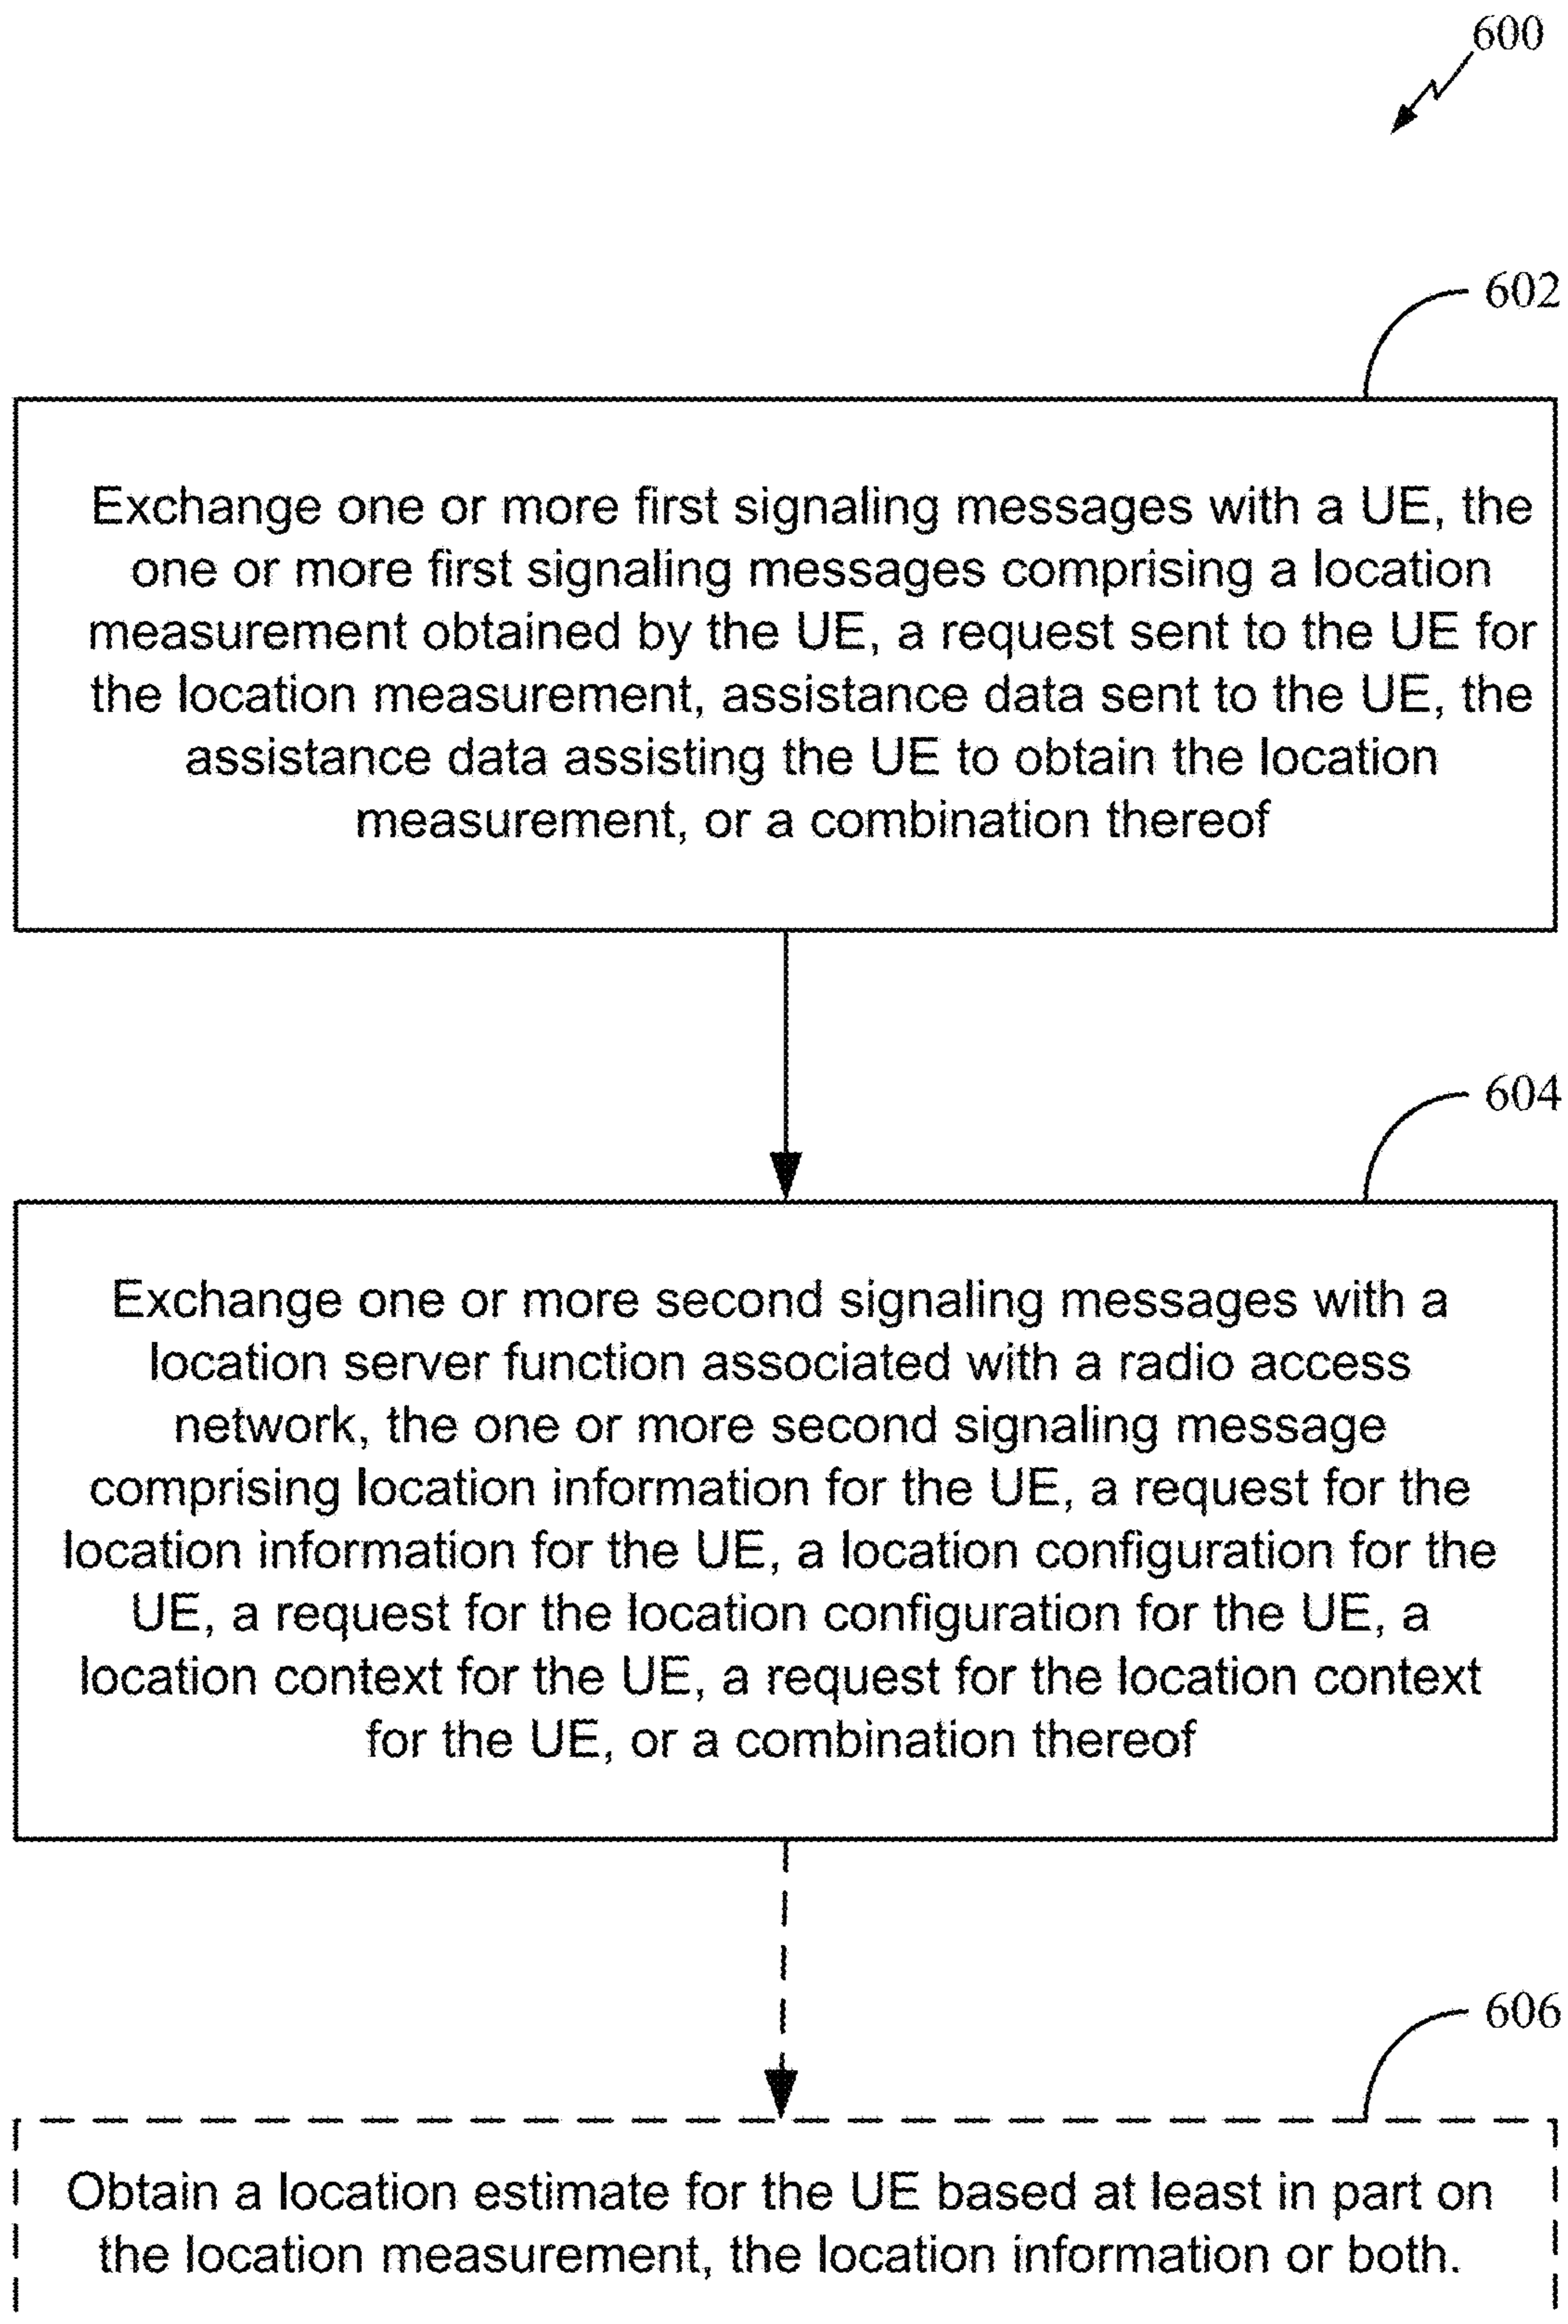 600
602
Exchange one or more first signaling messages with a UE, the
one or more first signaling messages comprising a location
measurement obtained by the UE, a request sent to the UE for
the location measurement, assistance data sent to the UE, the
assistance data assisting the UE to obtain the location
measurement, or a combination thereof
604
Exchange one or more second signaling messages with a
location server function associated with a radio access
network, the one or more second signaling message
comprising location information for the UE, a request for the
location information for the UE, a location configuration for the
UE, a request for the location configuration for the UE, a
location context for the UE, a request for the location context
for the UE, or a combination thereof
606
Obtain a location estimate for the UE based at least in part on
the location measurement, the location information or both.